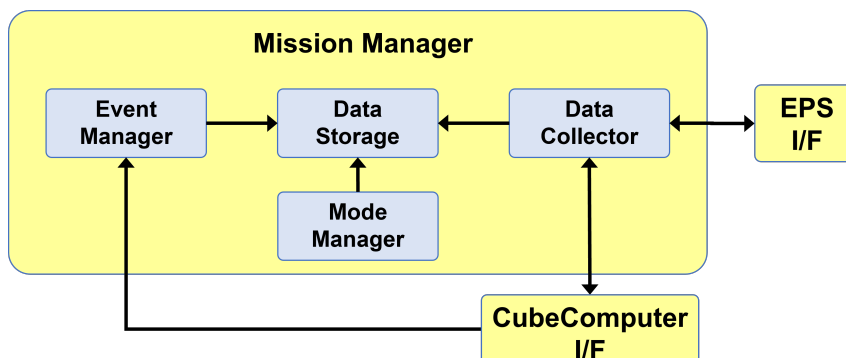 Mission Manager
Event
Manager
Data
Storage
Data
Collector
EPS
I/F
Mode
Manager
CubeComputer
I/F